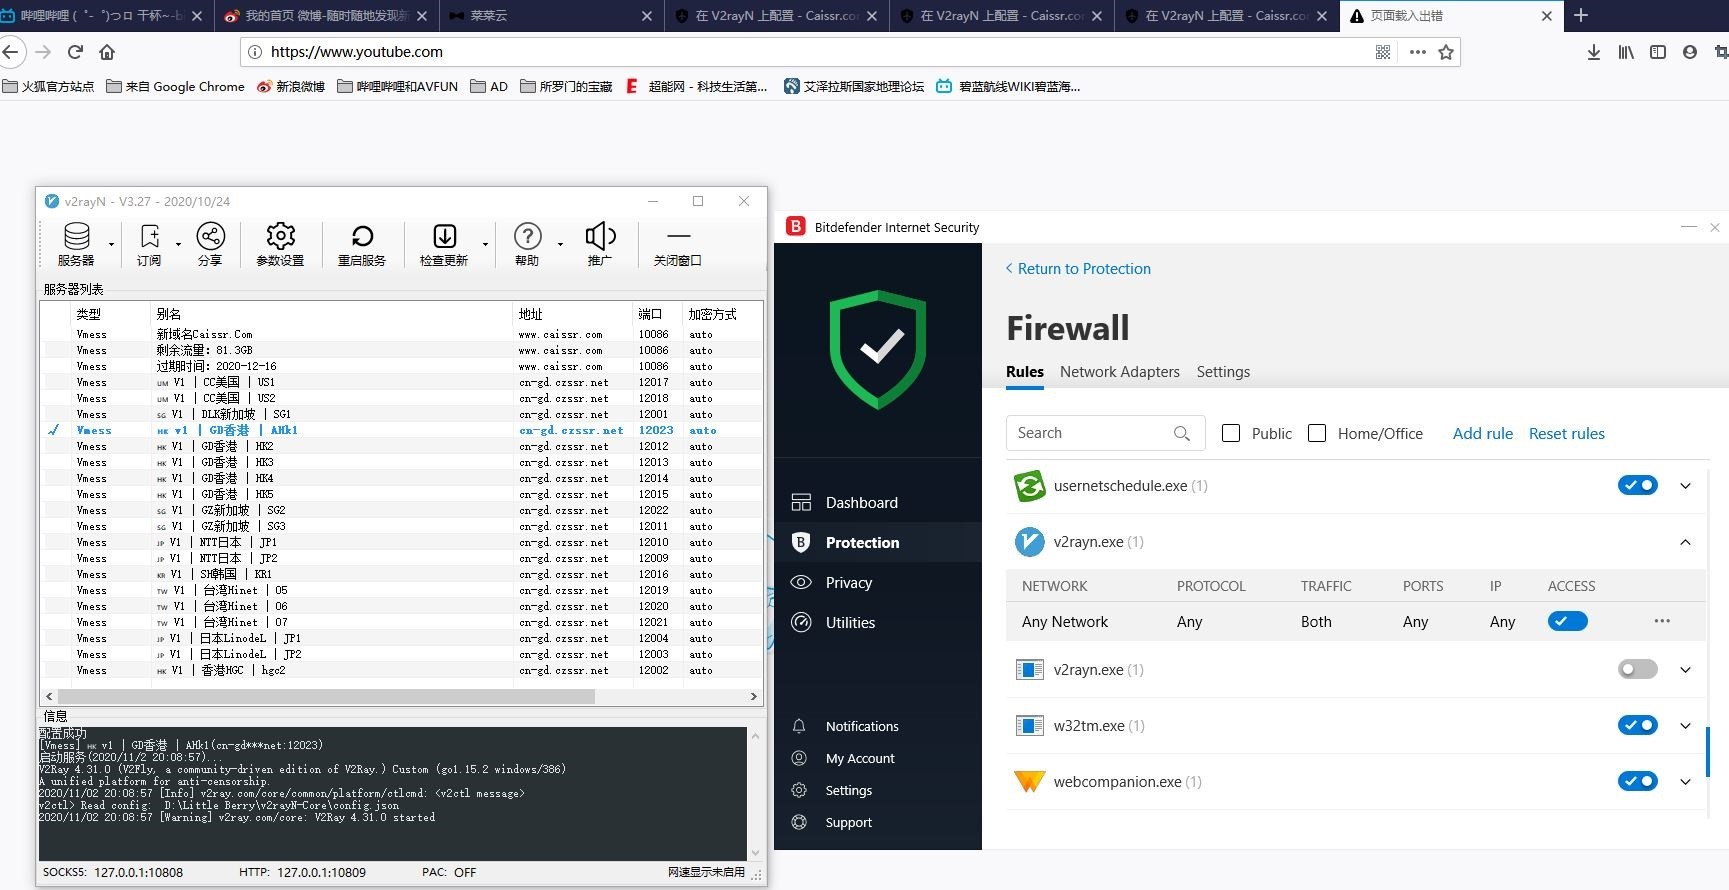 哔哩哔哩 (゜-゜)つロ 干杯~-bi
我的首页 微博-随时随地发现新
菜菜云
在 V2rayN 上配置 - Caissr.com
在 V2rayN 上配置 - Caissr.com
在 V2rayN 上配置 - Caissr.com
页面载入出错
https://www.youtube.com
火狐官方站点
来自 Google Chrome
新浪微博
哔哩哔哩和AVFUN
AD
所罗门的宝藏
超能网 - 科技生活第...
艾泽拉斯国家地理论坛
碧蓝航线WIKI碧蓝海...
v2rayN - V3.27 - 2020/10/24
服务器
订阅
分享
参数设置
重启服务
检查更新
帮助
推广
关闭窗口
服务器列表
类型 别名 地址 端口 加密方式
Vmess 新域名Caissr.Com www.caissr.com 10086 auto
Vmess 剩余流量：81.3GB www.caissr.com 10086 auto
Vmess 过期时间：2020-12-16 www.caissr.com 10086 auto
Vmess UM V1 | CC美国 | US1 cn-gd.czssr.net 12017 auto
Vmess UM V1 | CC美国 | US2 cn-gd.czssr.net 12018 auto
Vmess SG V1 | DLK新加坡 | SG1 cn-gd.czssr.net 12001 auto
Vmess HK v1 | GD香港 | AHk1 cn-gd.czssr.net 12023 auto
Vmess HK V1 | GD香港 | HK2 cn-gd.czssr.net 12012 auto
Vmess HK V1 | GD香港 | HK3 cn-gd.czssr.net 12013 auto
Vmess HK V1 | GD香港 | HK4 cn-gd.czssr.net 12014 auto
Vmess HK V1 | GD香港 | HK5 cn-gd.czssr.net 12015 auto
Vmess SG V1 | GZ新加坡 | SG2 cn-gd.czssr.net 12022 auto
Vmess SG V1 | GZ新加坡 | SG3 cn-gd.czssr.net 12011 auto
Vmess JP V1 | NTT日本 | JP1 cn-gd.czssr.net 12010 auto
Vmess JP V1 | NTT日本 | JP2 cn-gd.czssr.net 12009 auto
Vmess KR V1 | SH韩国 | KR1 cn-gd.czssr.net 12016 auto
Vmess TW V1 | 台湾Hinet | 05 cn-gd.czssr.net 12019 auto
Vmess TW V1 | 台湾Hinet | 06 cn-gd.czssr.net 12020 auto
Vmess TW V1 | 台湾Hinet | 07 cn-gd.czssr.net 12021 auto
Vmess JP V1 | 日本LinodeL | JP1 cn-gd.czssr.net 12004 auto
Vmess JP V1 | 日本LinodeL | JP2 cn-gd.czssr.net 12003 auto
Vmess HK V1 | 香港HGC | hgc2 cn-gd.czssr.net 12002 auto
信息
配置成功
[Vmess] HK v1 | GD香港 | AHk1(cn-gd***net:12023)
启动服务(2020/11/2 20:08:57)...
V2Ray 4.31.0 (V2Fly, a community-driven edition of V2Ray.) Custom (go1.15.2 windows/386)
A unified platform for anti-censorship.
2020/11/02 20:08:57 [Info] v2ray.com/core/common/platform/ctlcmd: <v2ctl message>
v2ctl> Read config:  D:\Little Berry\v2rayN-Core\config.json
2020/11/02 20:08:57 [Warning] v2ray.com/core: V2Ray 4.31.0 started
SOCKS5: 127.0.0.1:10808 HTTP: 127.0.0.1:10809 PAC: OFF 网速显示未启用
Bitdefender Internet Security
Dashboard
Protection
Privacy
Utilities
Notifications
My Account
Settings
Support
Return to Protection
Firewall
Rules Network Adapters Settings
Search Public Home/Office Add rule Reset rules
usernetschedule.exe (1)
v2rayn.exe (1)
NETWORK PROTOCOL TRAFFIC PORTS IP ACCESS
Any Network Any Both Any Any
v2rayn.exe (1)
w32tm.exe (1)
webcompanion.exe (1)